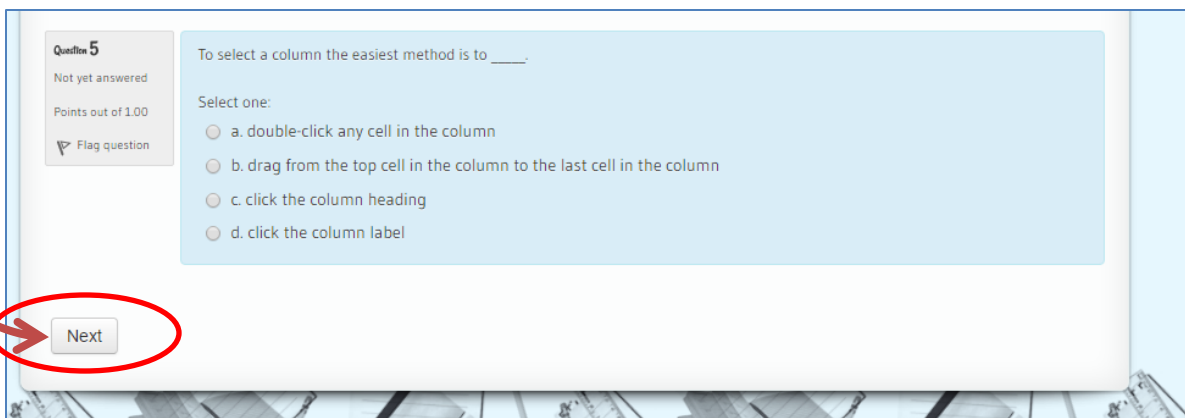 Question 5
Not yet answered
Points out of 1.00
Flag question
To select a column the easiest method is to _____.
Select one:
a. double-click any cell in the column
b. drag from the top cell in the column to the last cell in the column
c. click the column heading
d. click the column label
Next